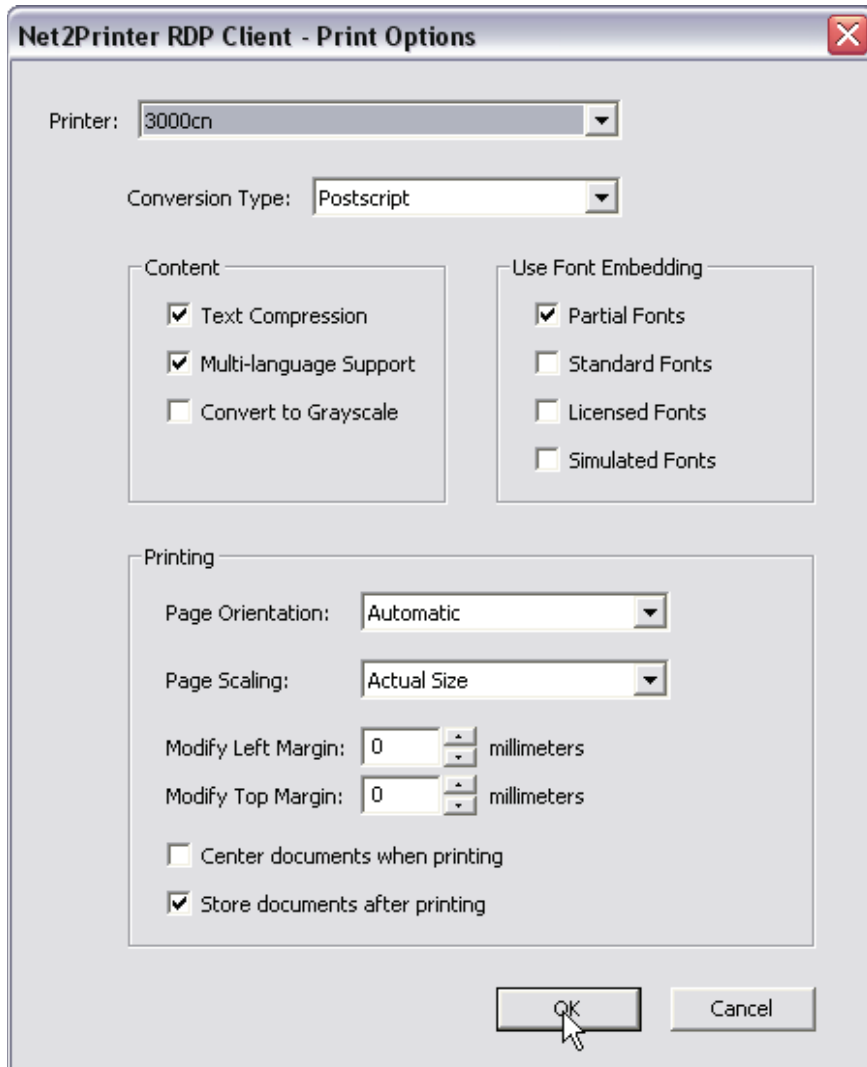 Net2Printer RDP Client - Print Options
Printer: 3000cn
Conversion Type: Postscript
Content
Text Compression
Multi-language Support
Convert to Grayscale
Use Font Embedding
Partial Fonts
Standard Fonts
Licensed Fonts
Simulated Fonts
Printing
Page Orientation: Automatic
Page Scaling: Actual Size
Modify Left Margin: 0 millimeters
Modify Top Margin: 0 millimeters
Center documents when printing
Store documents after printing
OK Cancel